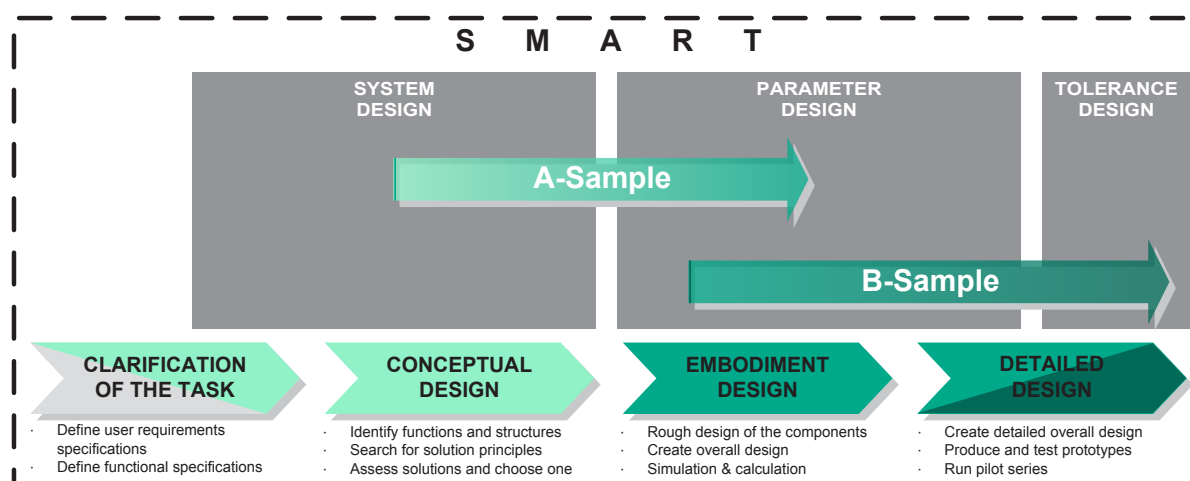 S M A R T
SYSTEM
DESIGN
PARAMETER
DESIGN
TOLERANCE
DESIGN
A-Sample
B-Sample
CLARIFICATION
OF THE TASK
· Define user requirements
specifications
· Define functional specifications
CONCEPTUAL
DESIGN
· Identify functions and structures
· Search for solution principles
· Assess solutions and choose one
EMBODIMENT
DESIGN
· Rough design of the components
· Create overall design
· Simulation & calculation
DETAILED
DESIGN
· Create detailed overall design
· Produce and test prototypes
· Run pilot series